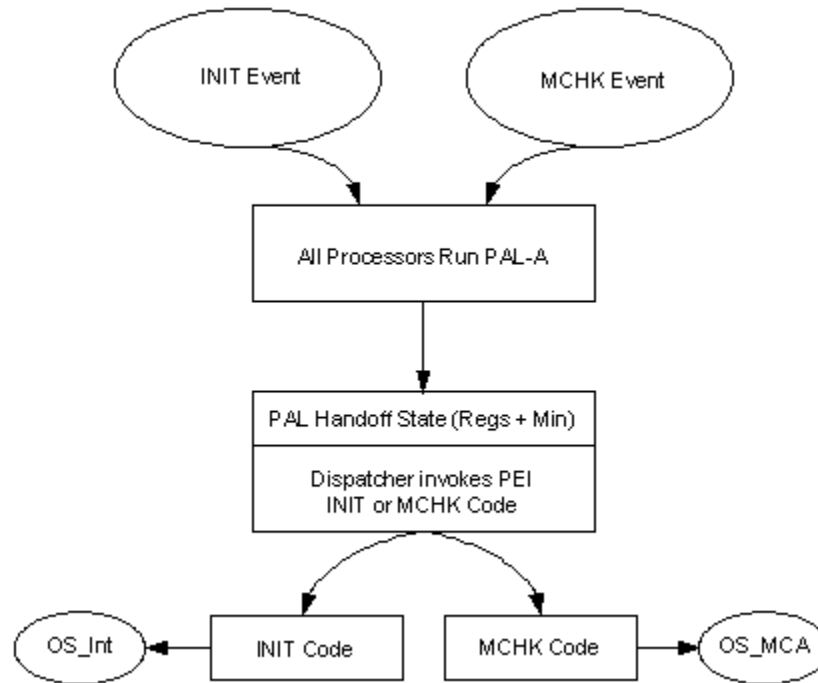 INIT Event
MCHK Event
All Processors Run PAL-A
PAL Handoff State (Regs + Min)
Dispatcher invokes PEI
INIT or MCHK Code
OS_Int
INIT Code
MCHK Code
OS_MCA